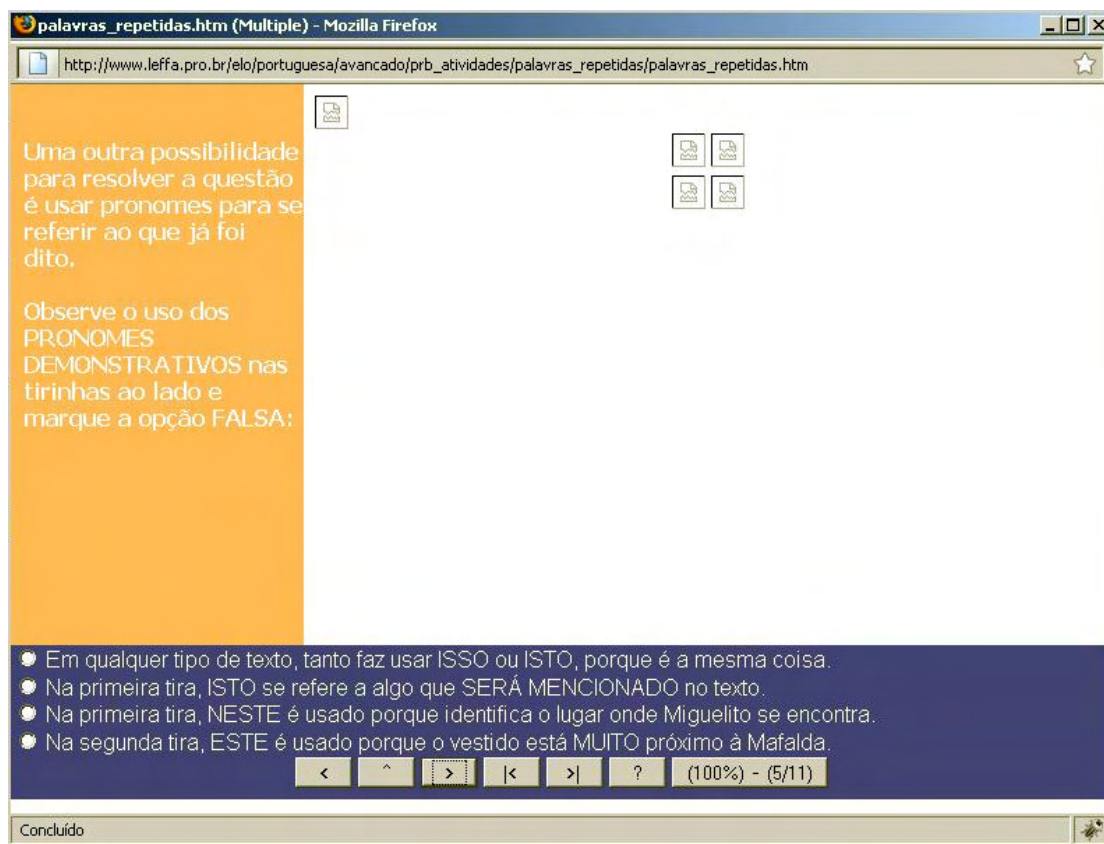 palavras_repetidas.htm (Multiple) - Mozilla Firefox
http://www.leffa.pro.br/elo/portuguesa/avancado/prb_atividades/palavras_repetidas/palavras_repetidas.htm
Uma outra possibilidade
para resolver a questão
é usar pronomes para se
referir ao que já foi
dito.
Observe o uso dos
PRONOMES
DEMONSTRATIVOS nas
tirinhas ao lado e
marque a opção FALSA:
Em qualquer tipo de texto, tanto faz usar ISSO ou ISTO, porque é a mesma coisa.
Na primeira tira, ISTO se refere a algo que SERÁ MENCIONADO no texto.
Na primeira tira, NESTE é usado porque identifica o lugar onde Miguelito se encontra.
Na segunda tira, ESTE é usado porque o vestido está MUITO próximo à Mafalda.
< ^ > |< >| ? (100%) - (5/11)
Concluído